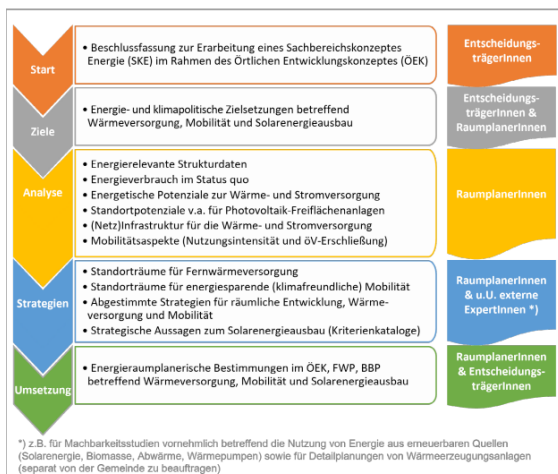 Start
• Beschlussfassung zur Erarbeitung eines Sachbereichskonzeptes
Energie (SKE) im Rahmen des Örtlichen Entwicklungskonzeptes (ÖEK)
Entscheidungs-
trägerInnen
Ziele
• Energie- und klimapolitische Zielsetzungen betreffend
Wärmeversorgung, Mobilität und Solarenergieausbau
Entscheidungs-
trägerInnen &
RaumplanerInnen
Analyse
• Energierelevante Strukturdaten
• Energieverbrauch im Status quo
• Energetische Potenziale zur Wärme- und Stromversorgung
• Standortpotenziale v.a. für Photovoltaik-Freiflächenanlagen
• (Netz)Infrastruktur für die Wärme- und Stromversorgung
• Mobilitätsaspekte (Nutzungsintensität und öV-Erschließung)
RaumplanerInnen
Strategien
• Standorträume für Fernwärmeversorgung
• Standorträume für energiesparende (klimafreundliche) Mobilität
• Abgestimmte Strategien für räumliche Entwicklung, Wärme-
versorgung und Mobilität
• Strategische Aussagen zum Solarenergieausbau (Kriterienkataloge)
RaumplanerInnen
& u.U. externe
ExpertInnen *)
Umsetzung
• Energieraumplanerische Bestimmungen im ÖEK, FWP, BBP
betreffend Wärmeversorgung, Mobilität und Solarenergieausbau
RaumplanerInnen
& Entscheidungs-
trägerInnen
*) z.B. für Machbarkeitsstudien vornehmlich betreffend die Nutzung von Energie aus erneuerbaren Quellen
(Solarenergie, Biomasse, Abwärme, Wärmepumpen) sowie für Detailplanungen von Wärmeerzeugungsanlagen
(separat von der Gemeinde zu beauftragen)